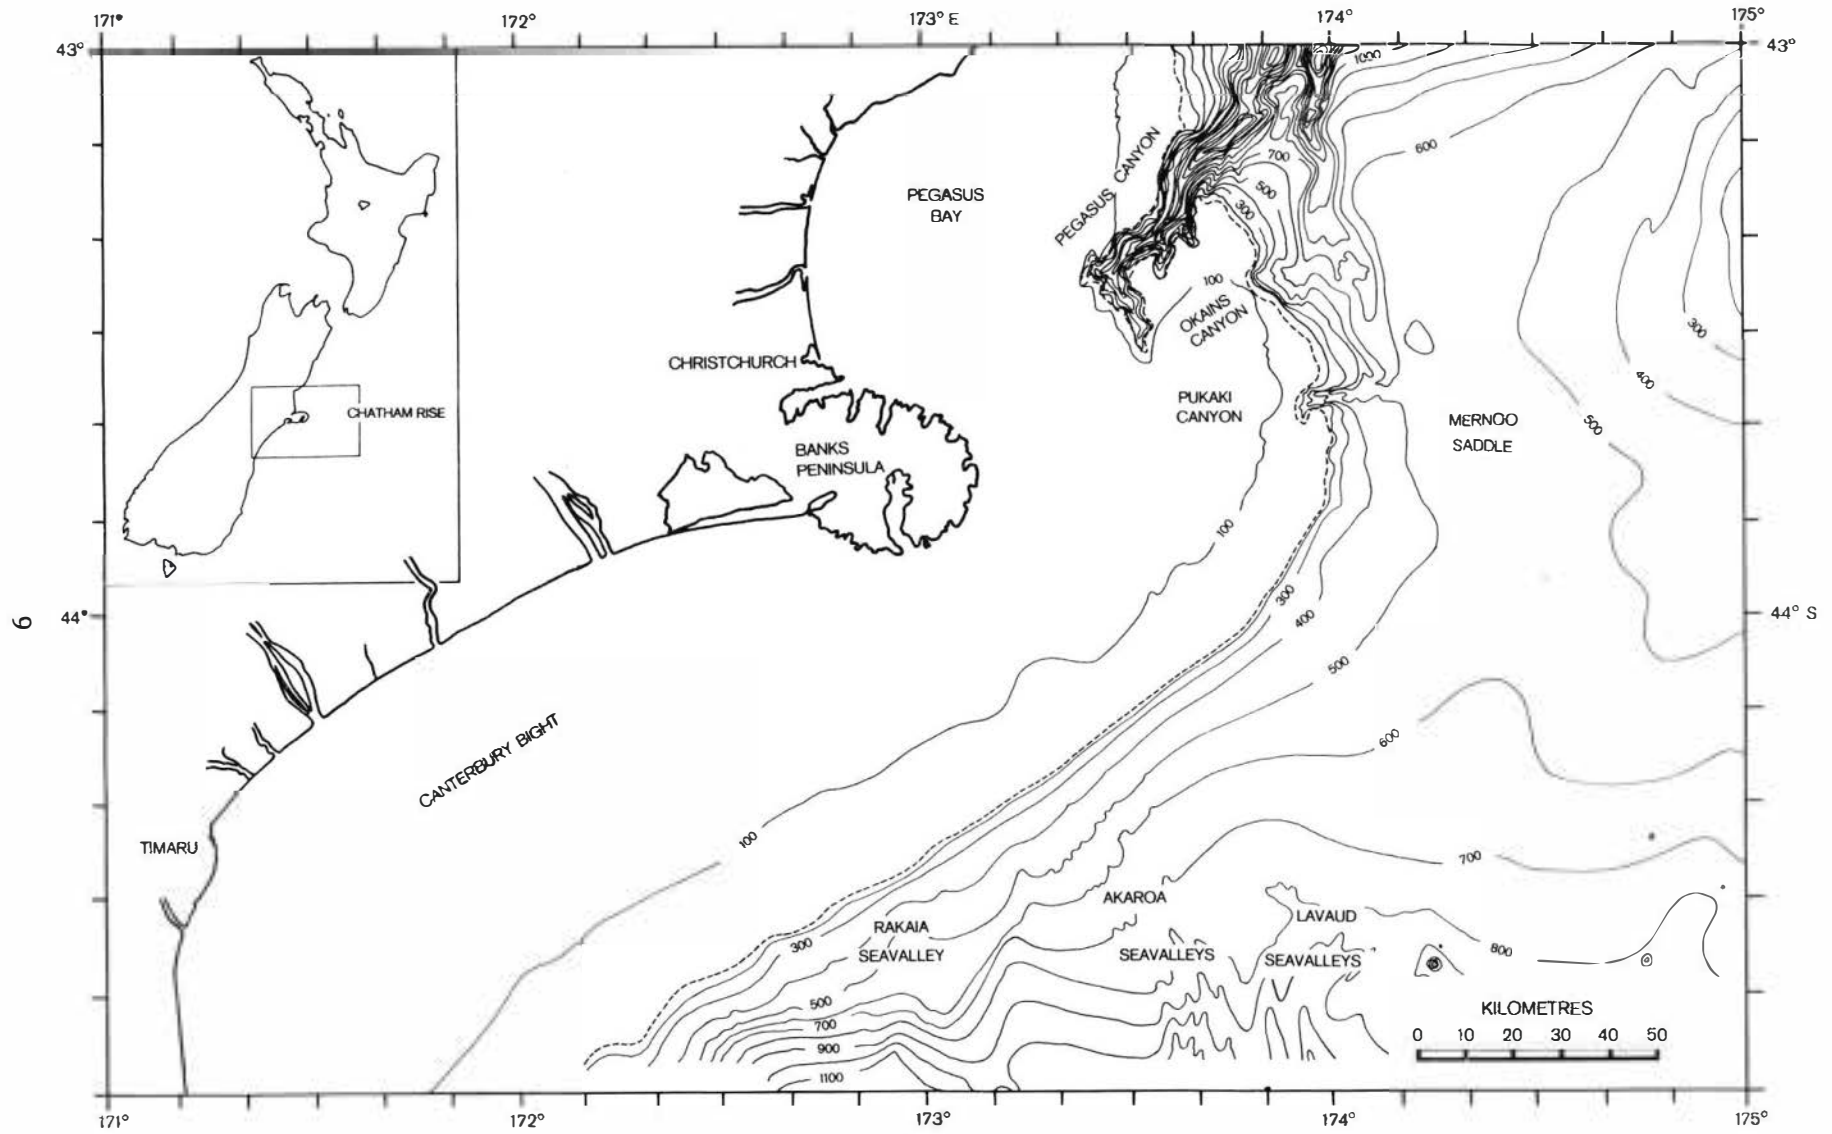 171°
172°
173° E
174°
175°
43°
43°
1000
PEGASUS CANYON
700
600
500
300
PEGASUS
BAY
100
OKAINS
CANYON
300
CHRISTCHURCH
400
PUKAKI
CANYON
CHATHAM RISE
MERNOO
SADDLE
500
BANKS
PENINSULA
100
300
400
44°
44° S
6
500
600
CANTERBURY BIGHT
100
TIMARU
700
AKAROA
LAVAUD
RAKAIA
300
SEAVALLEY
SEAVALLEYS
SEAVALLEYS
800
500
700
900
1100
KILOMETRES
0 10 20 30 40 50
171°
172°
173°
174°
175°